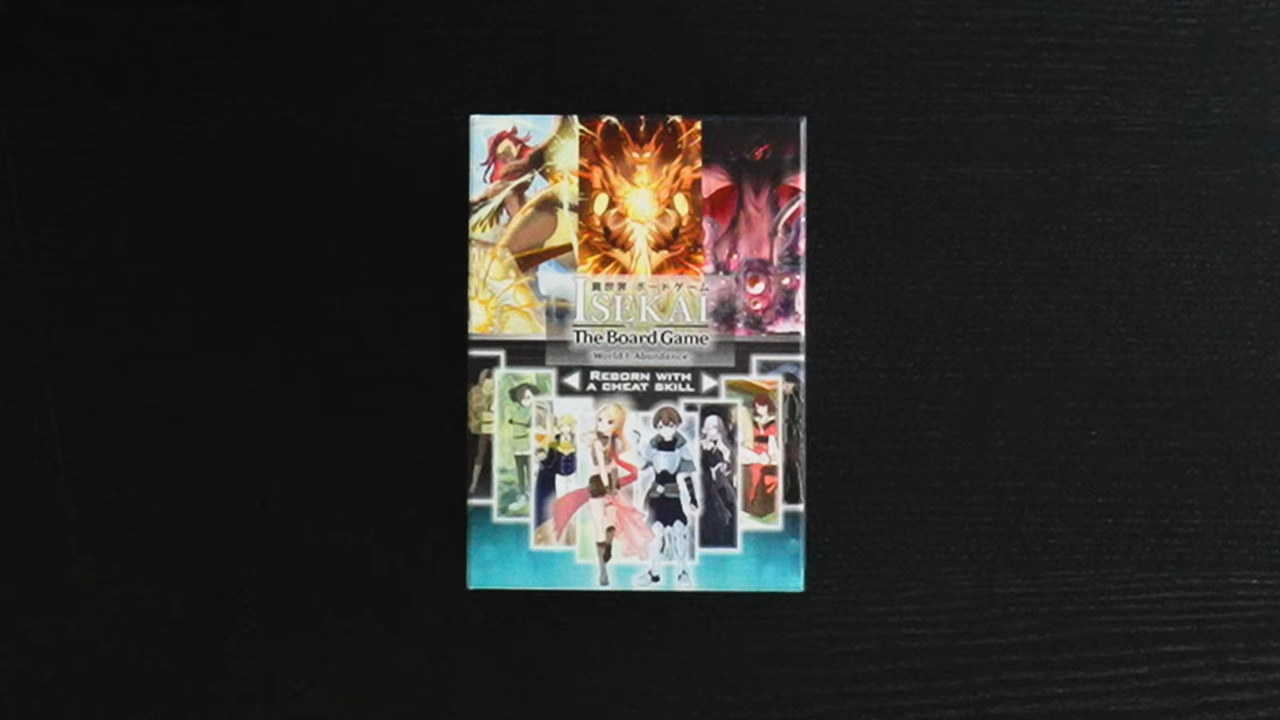 異世界 ボードゲーム
ISEKAI
The Board Game
World 1 Abundance
REBORN WITH
A CHEAT SKILL